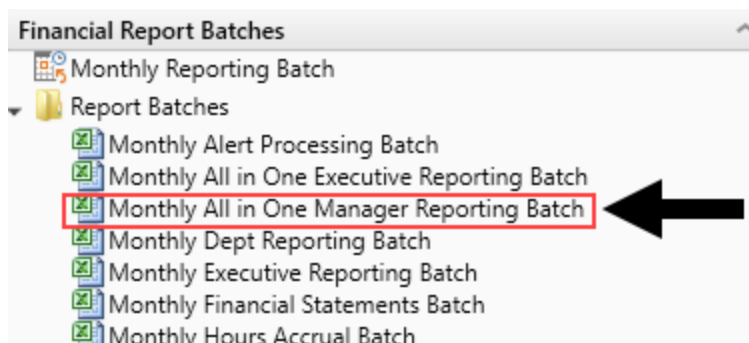 Financial Report Batches
Monthly Reporting Batch
Report Batches
Monthly Alert Processing Batch
Monthly All in One Executive Reporting Batch
Monthly All in One Manager Reporting Batch
Monthly Dept Reporting Batch
Monthly Executive Reporting Batch
Monthly Financial Statements Batch
Monthly Hours Accrual Batch